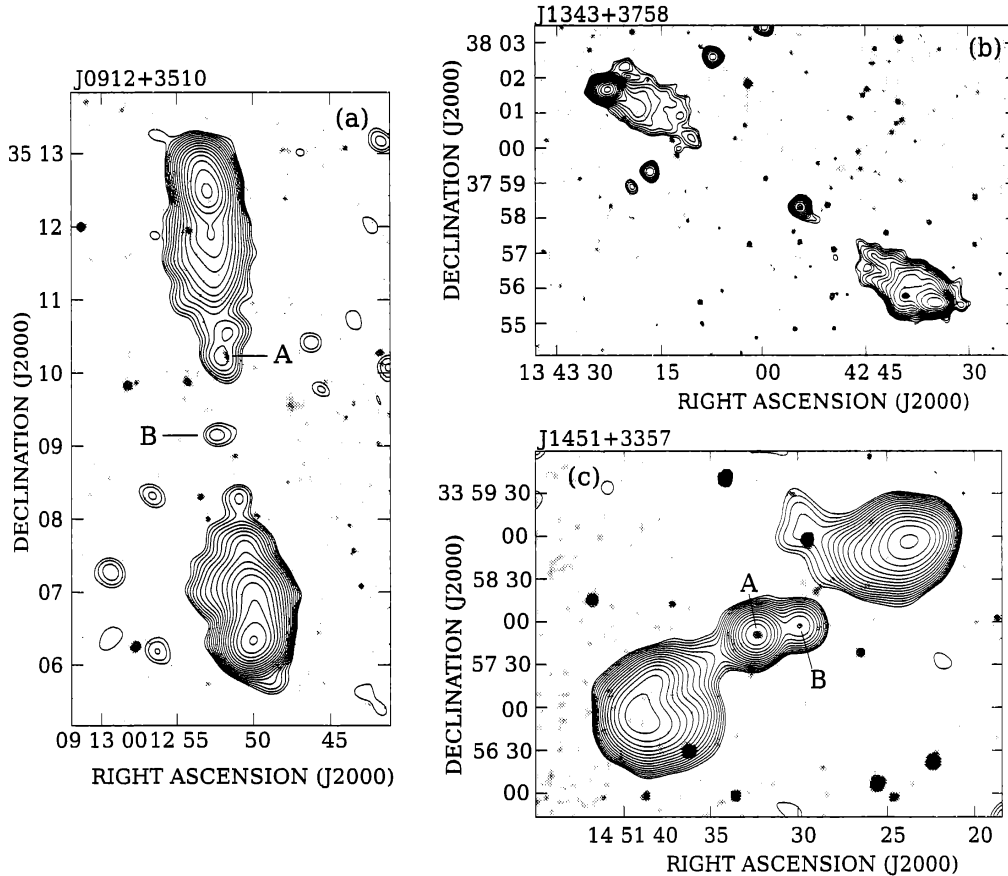 J0912+3510
(a)
DECLINATION (J2000)
35 13
12
11
10
09
08
07
06
A
B
09 13 00 12 55 50 45
RIGHT ASCENSION (J2000)
J1343+3758
(b)
DECLINATION (J2000)
38 03
02
01
00
37 59
58
57
56
55
13 43 30 15 00 42 45 30
RIGHT ASCENSION (J2000)
J1451+3357
(c)
DECLINATION (J2000)
33 59 30
00
58 30
00
57 30
00
56 30
00
A
B
14 51 40 35 30 25 20
RIGHT ASCENSION (J2000)